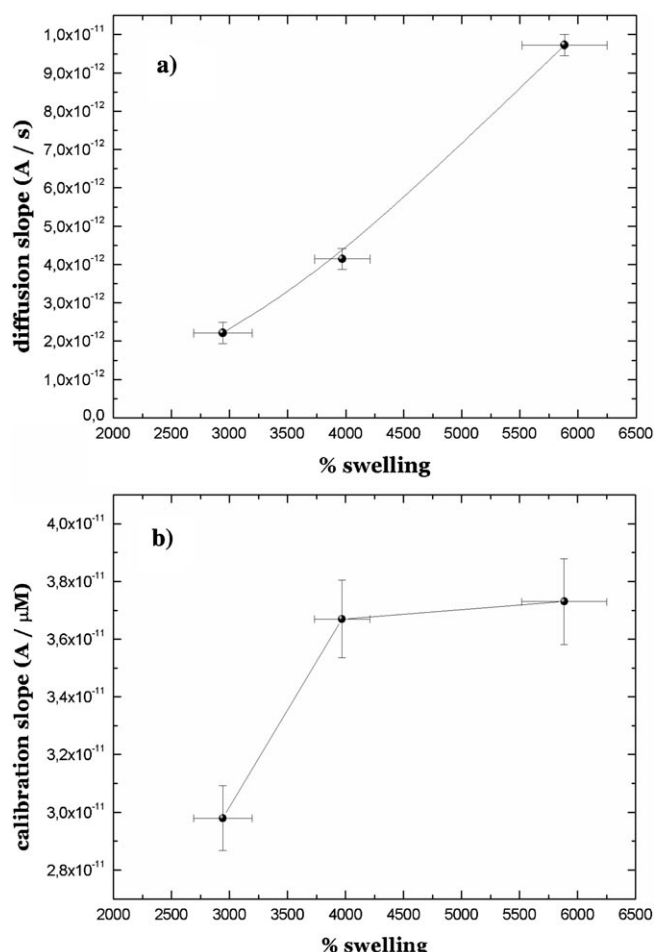 a)
diffusion slope (A / s)
1,0x10⁻¹¹
9,0x10⁻¹²
8,0x10⁻¹²
7,0x10⁻¹²
6,0x10⁻¹²
5,0x10⁻¹²
4,0x10⁻¹²
3,0x10⁻¹²
2,0x10⁻¹²
1,0x10⁻¹²
0,0
2000 2500 3000 3500 4000 4500 5000 5500 6000 6500
% swelling
b)
calibration slope (A / μM)
4,0x10⁻¹¹
3,8x10⁻¹¹
3,6x10⁻¹¹
3,4x10⁻¹¹
3,2x10⁻¹¹
3,0x10⁻¹¹
2,8x10⁻¹¹
2000 2500 3000 3500 4000 4500 5000 5500 6000 6500
% swelling